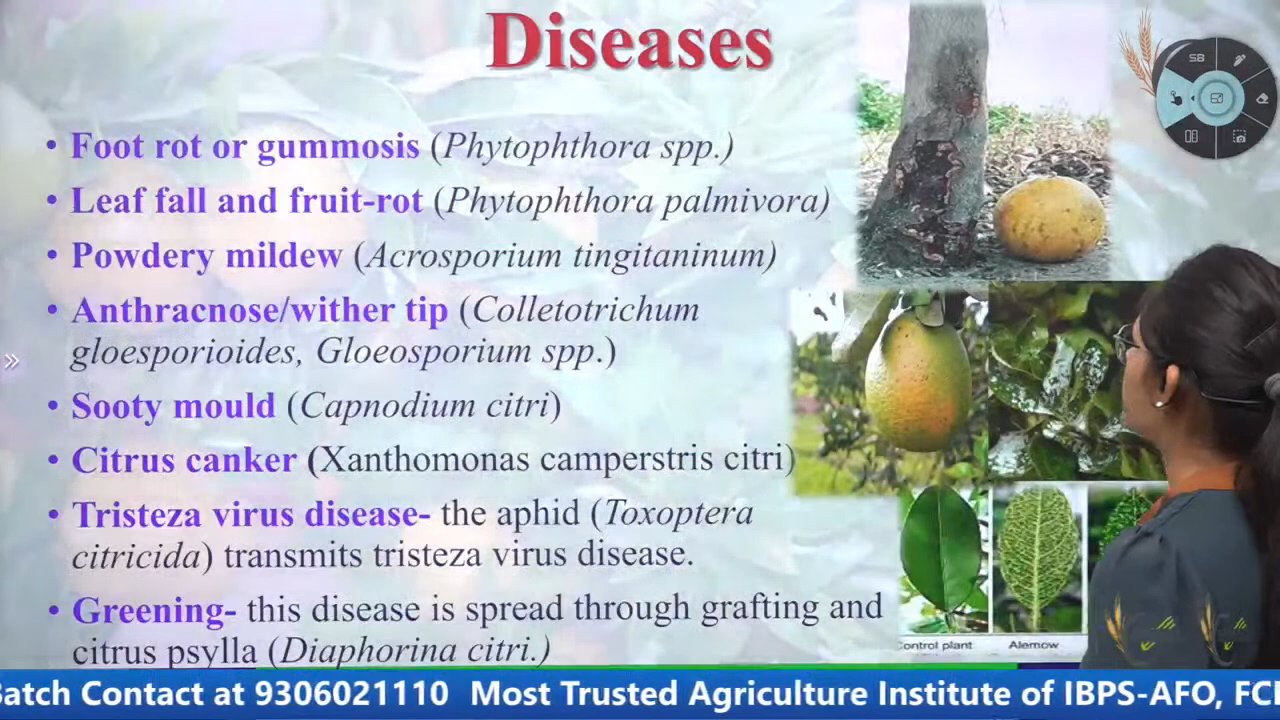 Diseases
SB
• Foot rot or gummosis (Phytophthora spp.)
• Leaf fall and fruit-rot (Phytophthora palmivora)
• Powdery mildew (Acrosporium tingitaninum)
• Anthracnose/wither tip (Colletotrichum
gloesporioides, Gloeosporium spp.)
• Sooty mould (Capnodium citri)
• Citrus canker (Xanthomonas camperstris citri)
• Tristeza virus disease- the aphid (Toxoptera
citricida) transmits tristeza virus disease.
• Greening- this disease is spread through grafting and
citrus psylla (Diaphorina citri.)
Control plant Alemow
Batch Contact at 9306021110 Most Trusted Agriculture Institute of IBPS-AFO, FCI